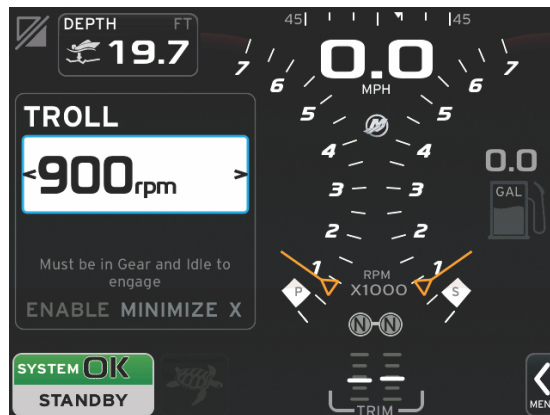 DEPTH FT
19.7
45 45
0.0
MPH
7 7
6 6
5 5
4 4
3 3
2 2
1 1
TROLL
<900rpm >
Must be in Gear and Idle to
engage
ENABLE MINIMIZE X
0.0
GAL
RPM
X1000
P S
N N
SYSTEM OK
STANDBY
TRIM
MEN